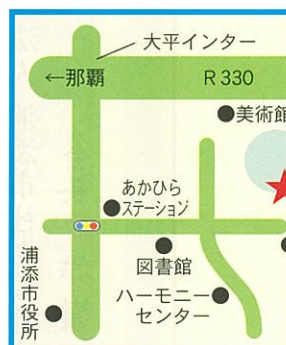 大平インター
←那覇
R 330
美術館
あかひら
ステーション
図書館
浦添市役所
ハーモニー
センター